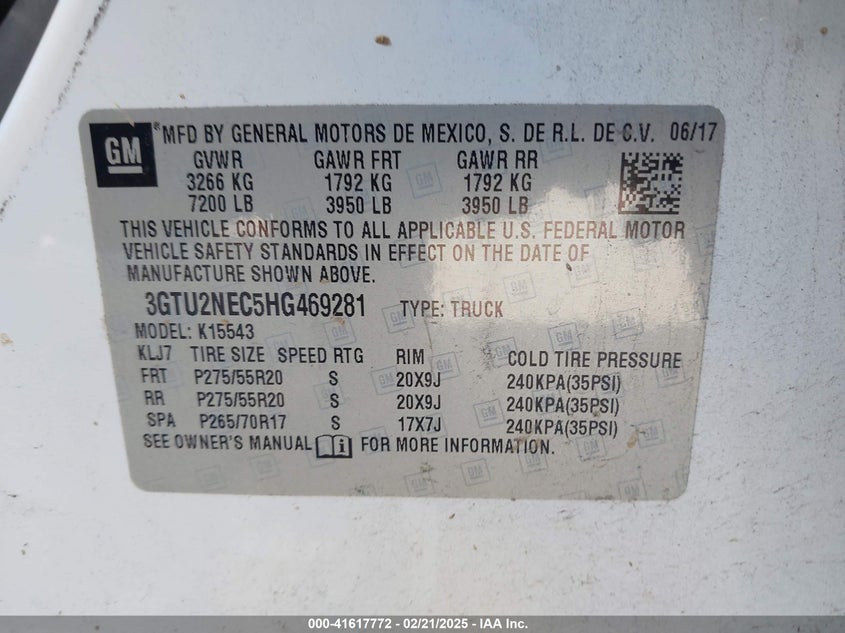 GM ® MFD BY GENERAL MOTORS DE MEXICO, S. DE R.L. DE C.V. 06/17
GVWR GAWR FRT GAWR RR
3266 KG 1792 KG 1792 KG
7200 LB 3950 LB 3950 LB
THIS VEHICLE CONFORMS TO ALL APPLICABLE U.S. FEDERAL MOTOR
VEHICLE SAFETY STANDARDS IN EFFECT ON THE DATE OF
MANUFACTURE SHOWN ABOVE.
3GTU2NEC5HG469281 TYPE: TRUCK
MODEL: K15543
KLJ7 TIRE SIZE SPEED RTG RIM COLD TIRE PRESSURE
FRT P275/55R20 S 20X9J 240KPA(35PSI)
RR P275/55R20 S 20X9J 240KPA(35PSI)
SPA P265/70R17 S 17X7J 240KPA(35PSI)
SEE OWNER'S MANUAL i FOR MORE INFORMATION.
000-41617772 - 02/21/2025 - IAA Inc.